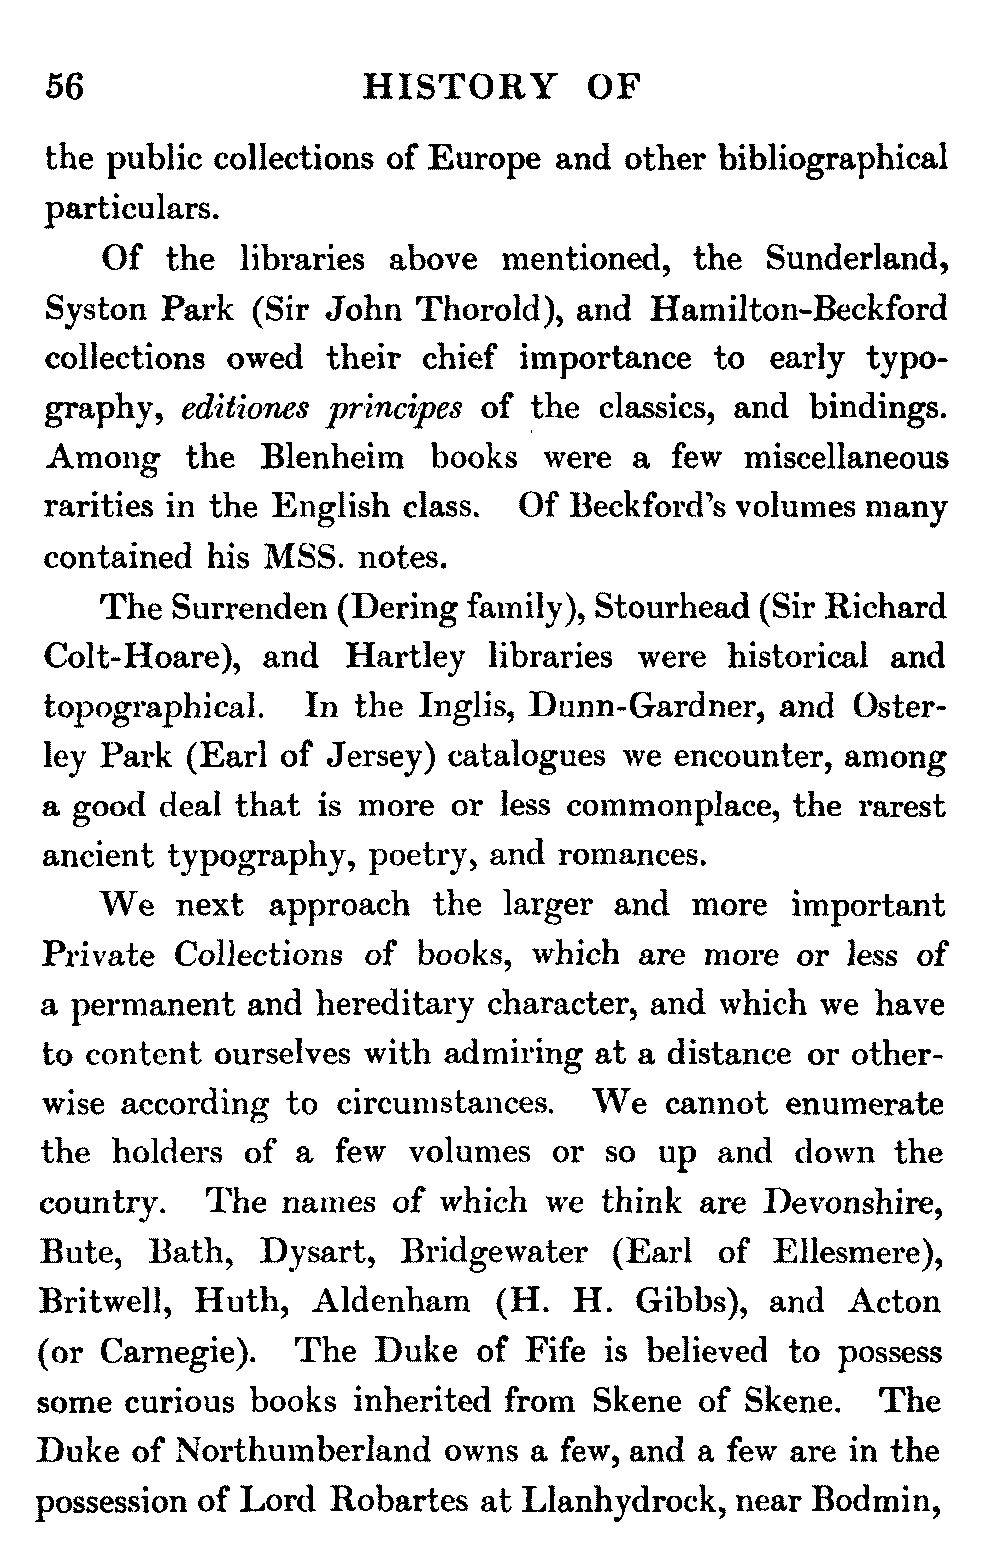 56 HISTORY OF
the public collections of Europe and other bibliographical
particulars.
Of the libraries above mentioned, the Sunderland,
Syston Park (Sir John Thorold), and Hamilton-Beckford
collections owed their chief importance to early typo-
graphy, editiones principes of the classics, and bindings.
Among the Blenheim books were a few miscellaneous
rarities in the English class. Of Beckford's volumes many
contained his MSS. notes.
The Surrenden (Dering family), Stourhead (Sir Richard
Colt-Hoare), and Hartley libraries were historical and
topographical. In the Inglis, Dunn-Gardner, and Oster-
ley Park (Earl of Jersey) catalogues we encounter, among
a good deal that is more or less commonplace, the rarest
ancient typography, poetry, and romances.
We next approach the larger and more important
Private Collections of books, which are more or less of
a permanent and hereditary character, and which we have
to content ourselves with admiring at a distance or other-
wise according to circumstances. We cannot enumerate
the holders of a few volumes or so up and down the
country. The names of which we think are Devonshire,
Bute, Bath, Dysart, Bridgewater (Earl of Ellesmere),
Britwell, Huth, Aldenham (H. H. Gibbs), and Acton
(or Carnegie). The Duke of Fife is believed to possess
some curious books inherited from Skene of Skene. The
Duke of Northumberland owns a few, and a few are in the
possession of Lord Robartes at Llanhydrock, near Bodmin,